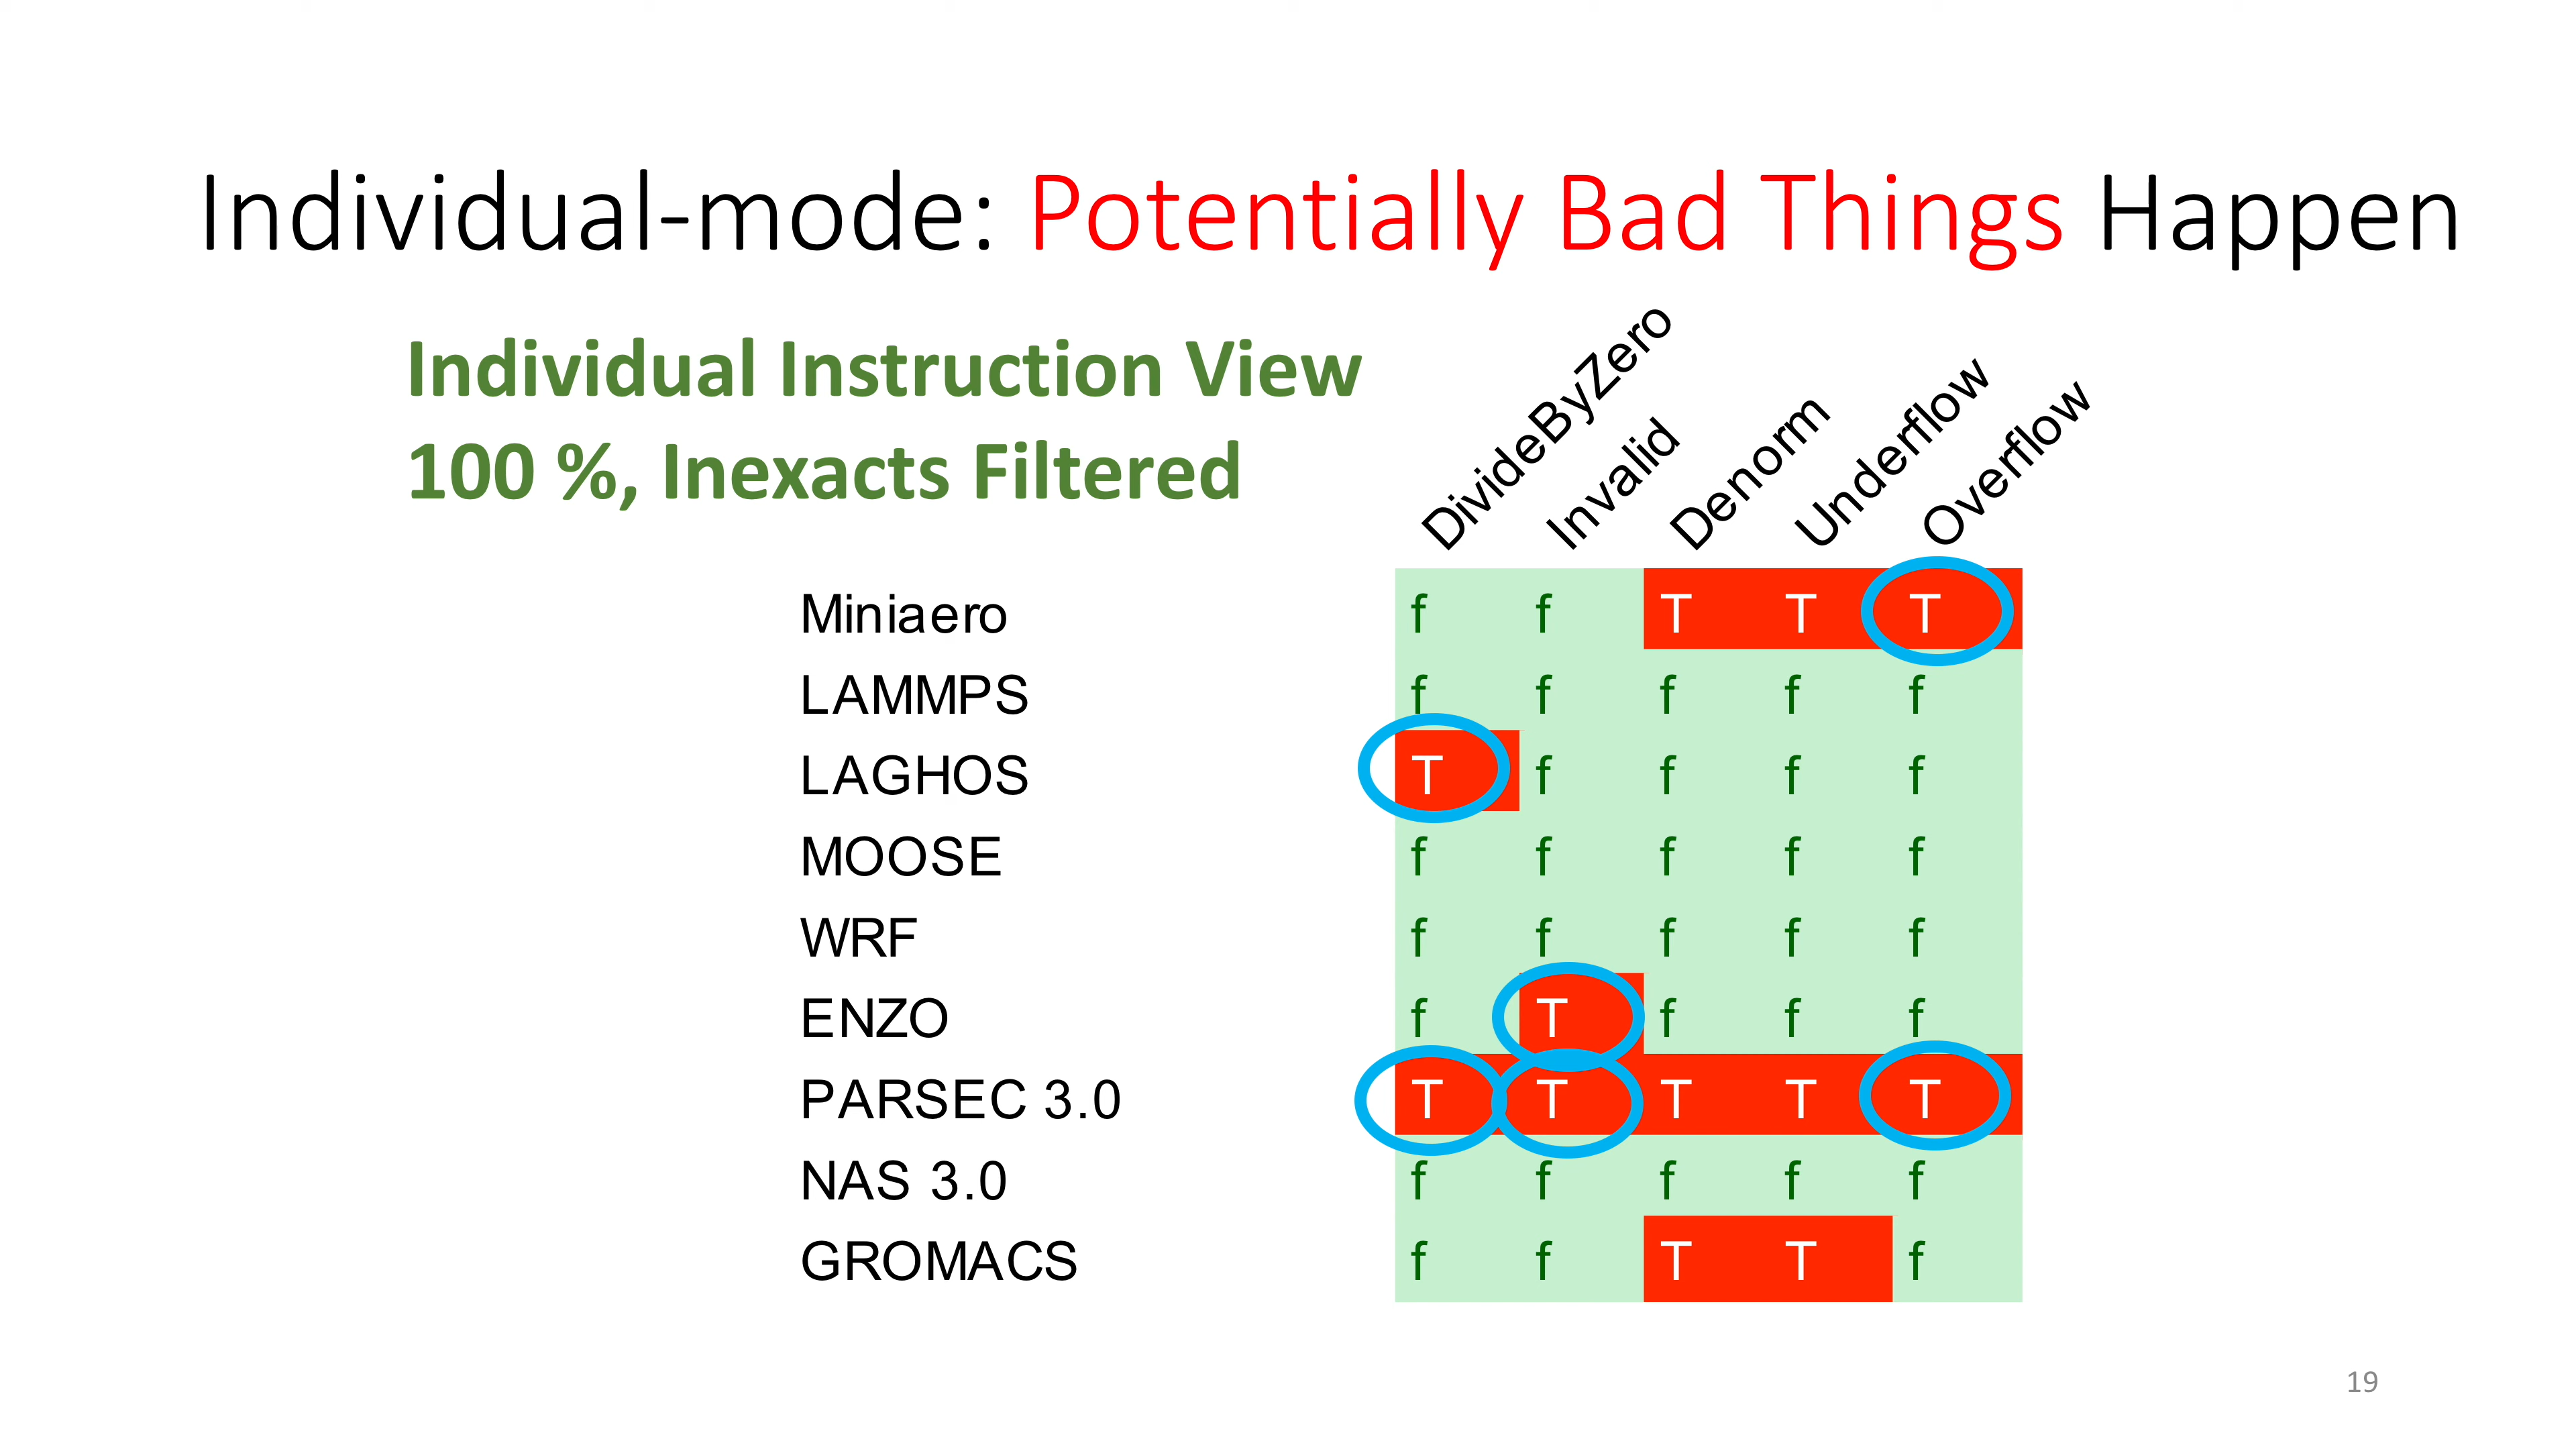 Individual-mode: Potentially Bad Things Happen
Individual Instruction View
100 %, Inexacts Filtered
DivideByZero Invalid Denorm Underflow Overflow
Miniaero f f T T T
LAMMPS f f f f f
LAGHOS T f f f f
MOOSE f f f f f
WRF f f f f f
ENZO f T f f f
PARSEC 3.0 T T T T T
NAS 3.0 f f f f f
GROMACS f f T T f
19